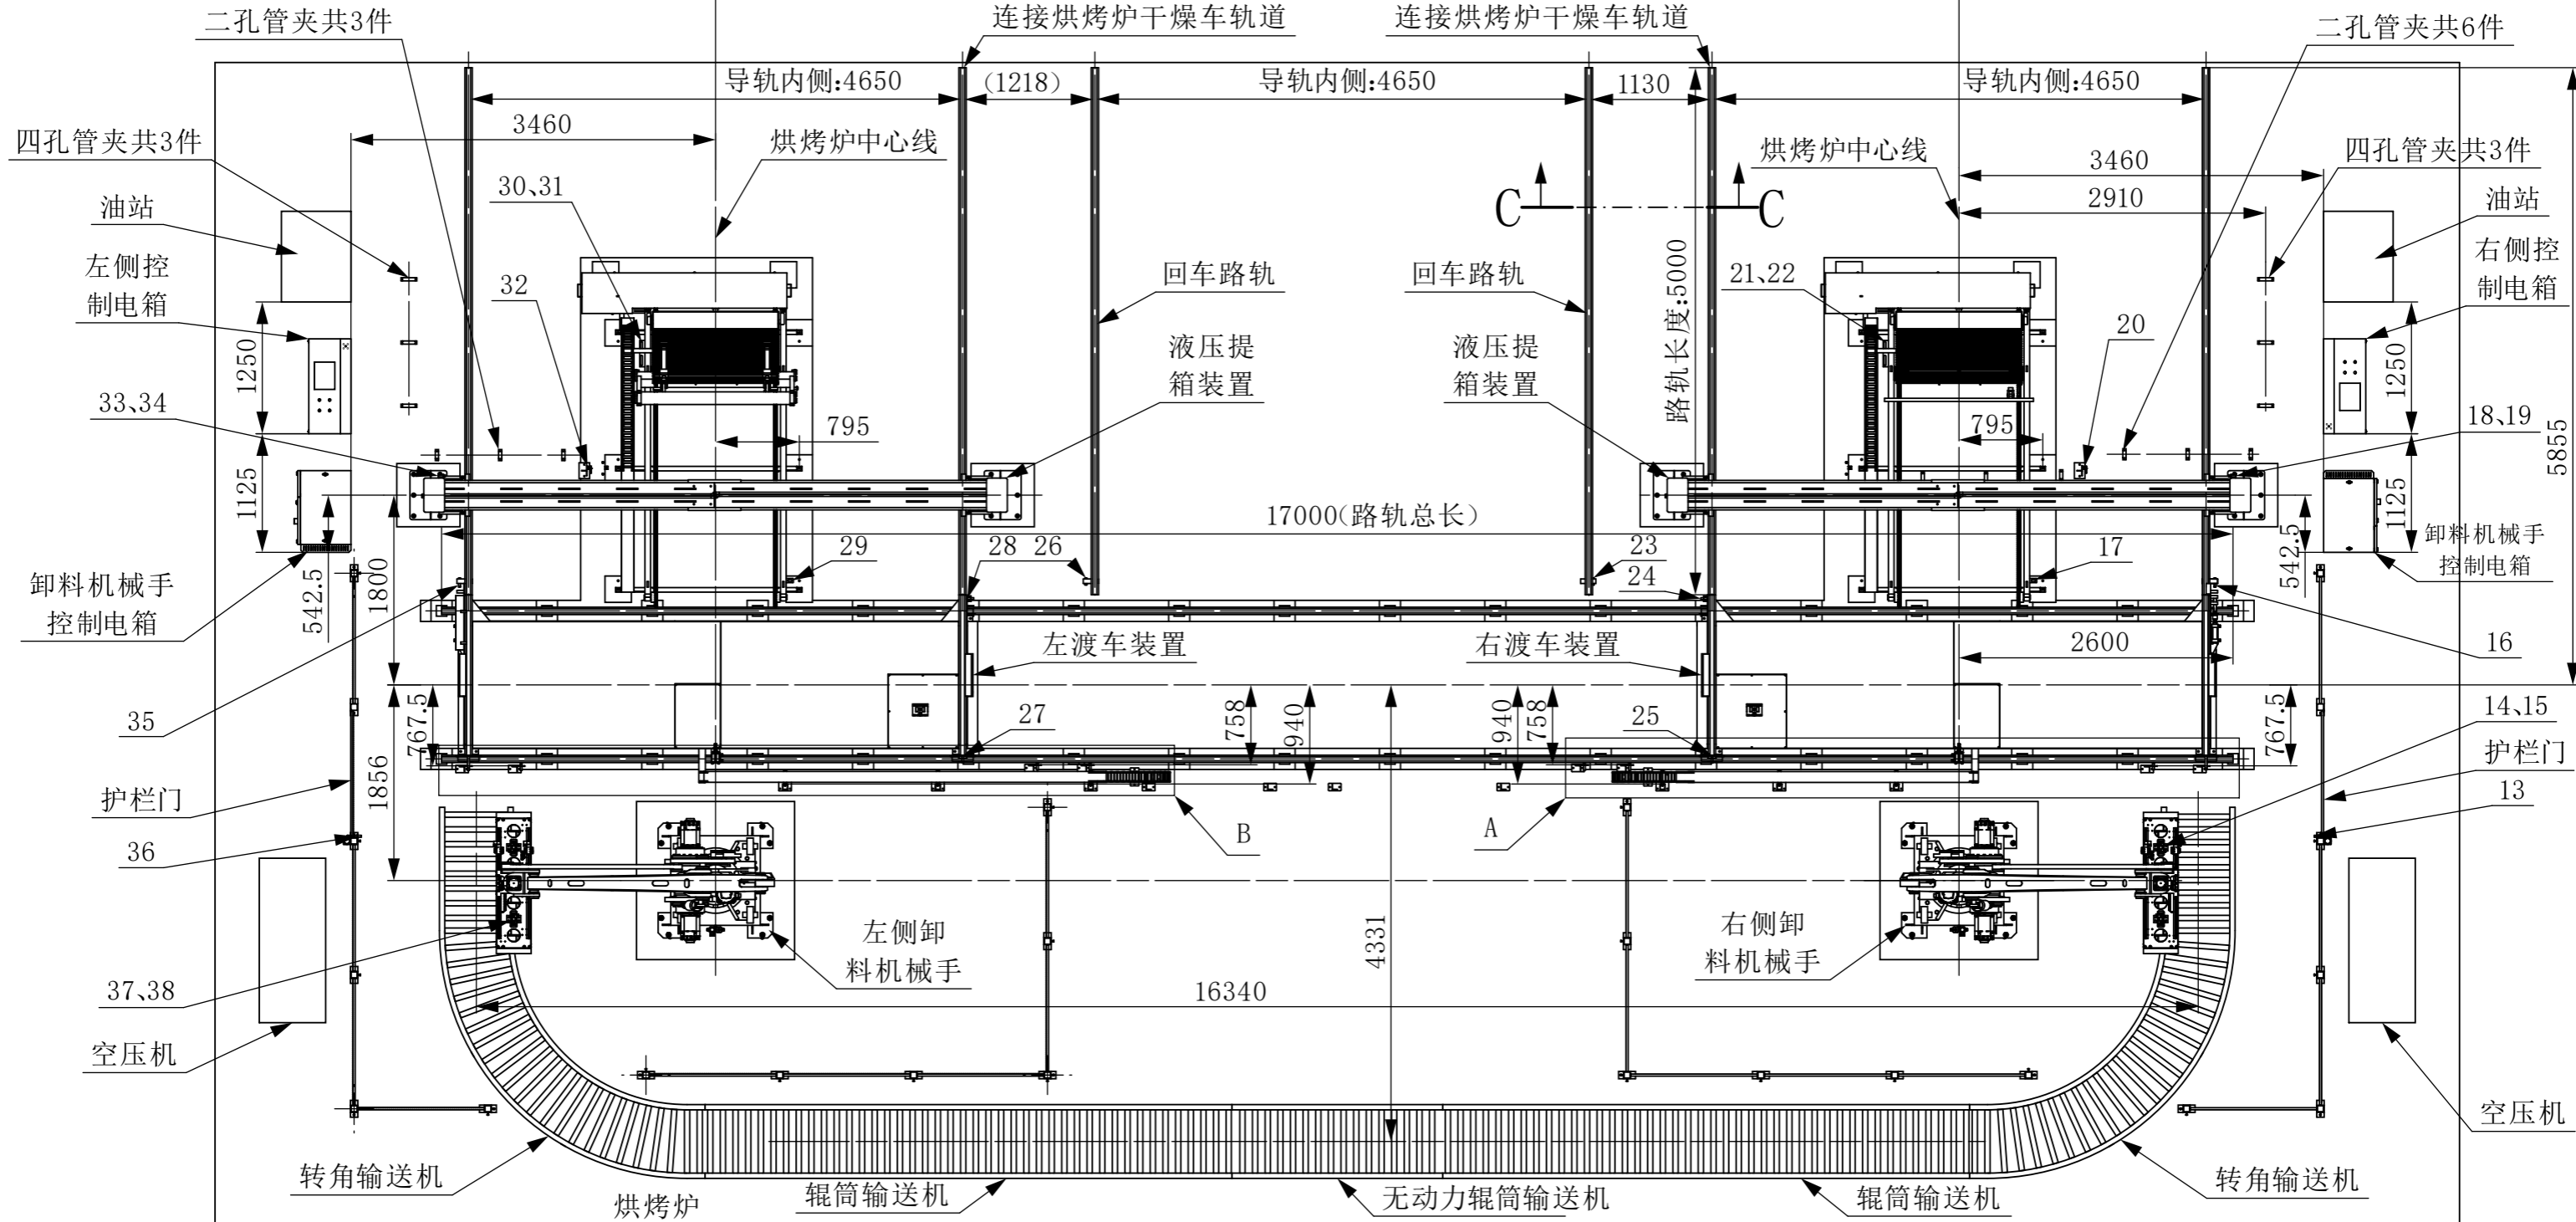 二孔管夹共3件
连接烘烤炉干燥车轨道
连接烘烤炉干燥车轨道
二孔管夹共6件
导轨内侧:4650
(1218)
导轨内侧:4650
1130
导轨内侧:4650
四孔管夹共3件
3460
烘烤炉中心线
烘烤炉中心线
3460
四孔管夹共3件
30、31
C
C
2910
油站
油站
左侧控
制电箱
32
回车路轨
回车路轨
路轨长度:5000
21、22
右侧控
制电箱
20
1250
液压提
箱装置
液压提
箱装置
1250
33、34
795
795
18、19
5855
1125
17000(路轨总长)
1125
542.5
1800
29
28
26
23
24
17
542.5
卸料机械手
控制电箱
卸料机械手
控制电箱
左渡车装置
右渡车装置
2600
16
35
767.5
27
758
940
940
758
25
767.5
14、15
1856
护栏门
护栏门
13
36
B
A
4331
左侧卸
料机械手
右侧卸
料机械手
37、38
16340
空压机
空压机
转角输送机
烘烤炉
辊筒输送机
无动力辊筒输送机
辊筒输送机
转角输送机